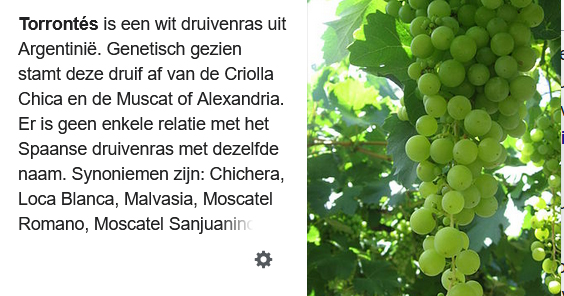 Torrontés is een wit druivenras uit
Argentinië. Genetisch gezien
stamt deze druif af van de Criolla
Chica en de Muscat of Alexandria.
Er is geen enkele relatie met het
Spaanse druivenras met dezelfde
naam. Synoniemen zijn: Chichera,
Loca Blanca, Malvasia, Moscatel
Romano, Moscatel